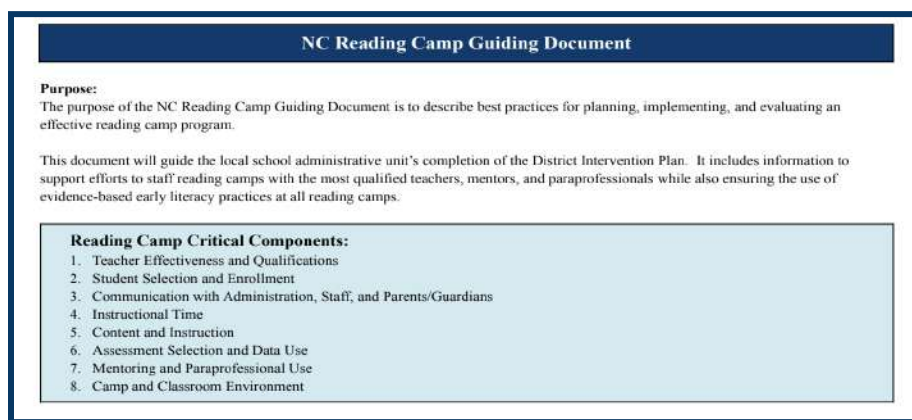 NC Reading Camp Guiding Document
Purpose:
The purpose of the NC Reading Camp Guiding Document is to describe best practices for planning, implementing, and evaluating an
effective reading camp program.
This document will guide the local school administrative unit's completion of the District Intervention Plan. It includes information to
support efforts to staff reading camps with the most qualified teachers, mentors, and paraprofessionals while also ensuring the use of
evidence-based early literacy practices at all reading camps.
Reading Camp Critical Components:
1. Teacher Effectiveness and Qualifications
2. Student Selection and Enrollment
3. Communication with Administration, Staff, and Parents/Guardians
4. Instructional Time
5. Content and Instruction
6. Assessment Selection and Data Use
7. Mentoring and Paraprofessional Use
8. Camp and Classroom Environment